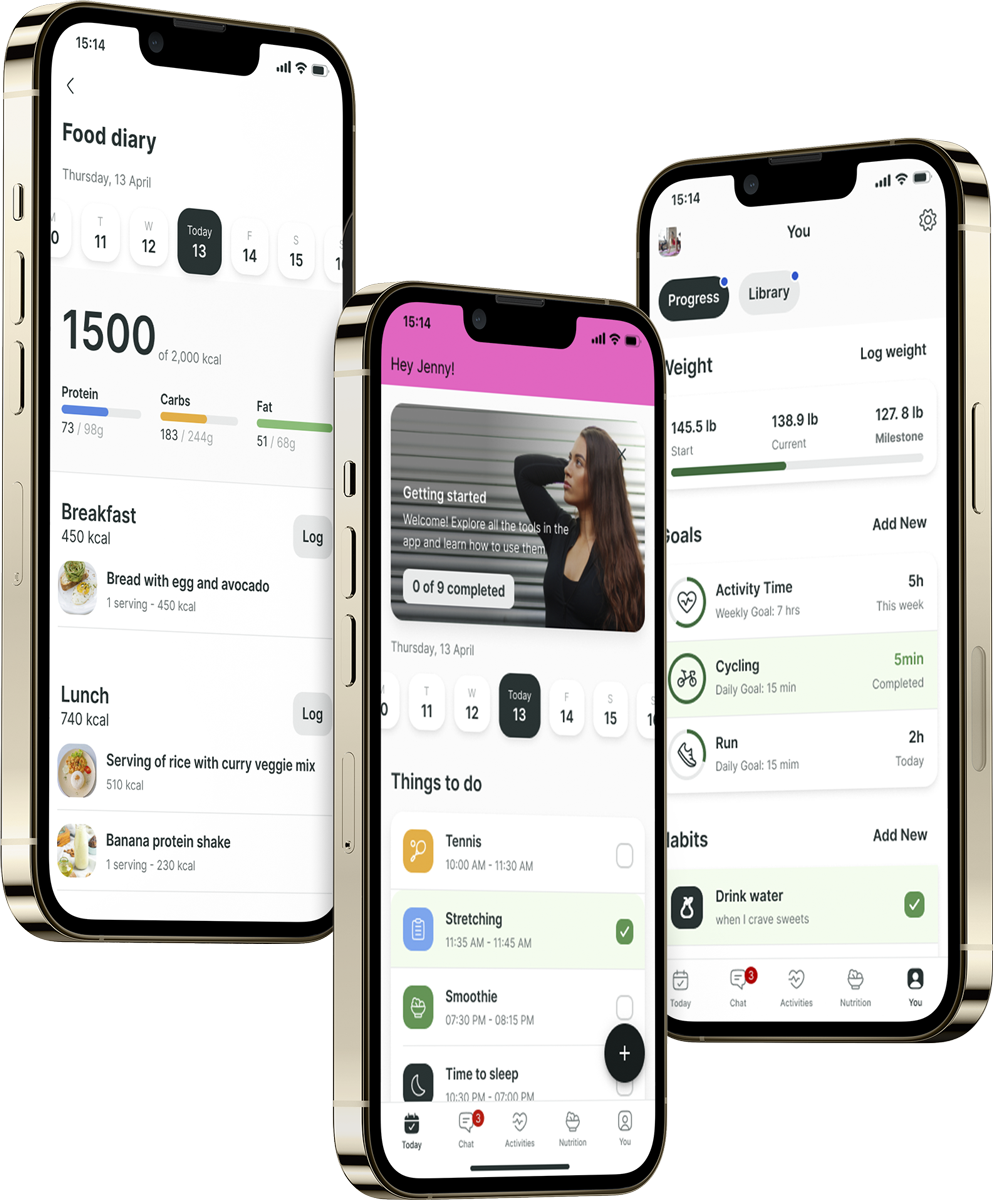 15:14
Food diary
Thursday, 13 April
T
11
W
12
Today
13
F
14
S
15
1500
of 2,000 kcal
Protein
73 / 98g
Carbs
183 / 244g
Fat
51 / 68g
Breakfast
450 kcal
Log
Bread with egg and avocado
1 serving - 450 kcal
Lunch
740 kcal
Log
Serving of rice with curry veggie mix
510 kcal
Banana protein shake
1 serving - 230 kcal
15:14
Hey Jenny!
Getting started
Welcome! Explore all the tools in the
app and learn how to use them
0 of 9 completed
Thursday, 13 April
T
11
W
12
Today
13
F
14
S
15
Things to do
Tennis
10:00 AM - 11:30 AM
Stretching
11:35 AM - 11:45 AM
Smoothie
07:30 PM - 08:15 PM
Time to sleep
10:30 PM - 07:00 PM
Today
3
Chat
Activities
Nutrition
You
15:14
You
Progress
Library
Weight
Log weight
145.5 lb
Start
138.9 lb
Current
127. 8 lb
Milestone
oals
Add New
Activity Time
Weekly Goal: 7 hrs
5h
This week
Cycling
Daily Goal: 15 min
5min
Completed
Run
Daily Goal: 15 mim
2h
Today
abits
Add New
Drink water
when I crave sweets
Today
3
Chat
Activities
Nutrition
You